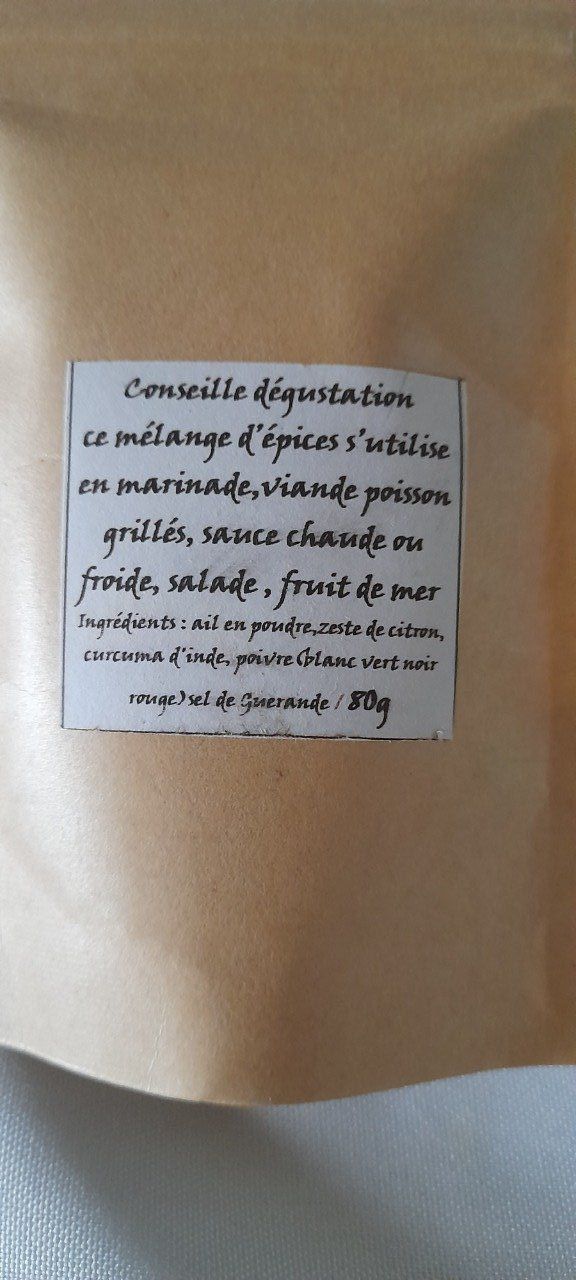 Conseille dégustation
ce mélange d'épices s'utilise
en marinade,viande poisson
grillés, sauce chaude ou
froide, salade , fruit de mer
Ingrédients : ail en poudre,zeste de citron,
curcuma d'inde, poivre (blanc vert noir
rouge) sel de Guerande / 80g